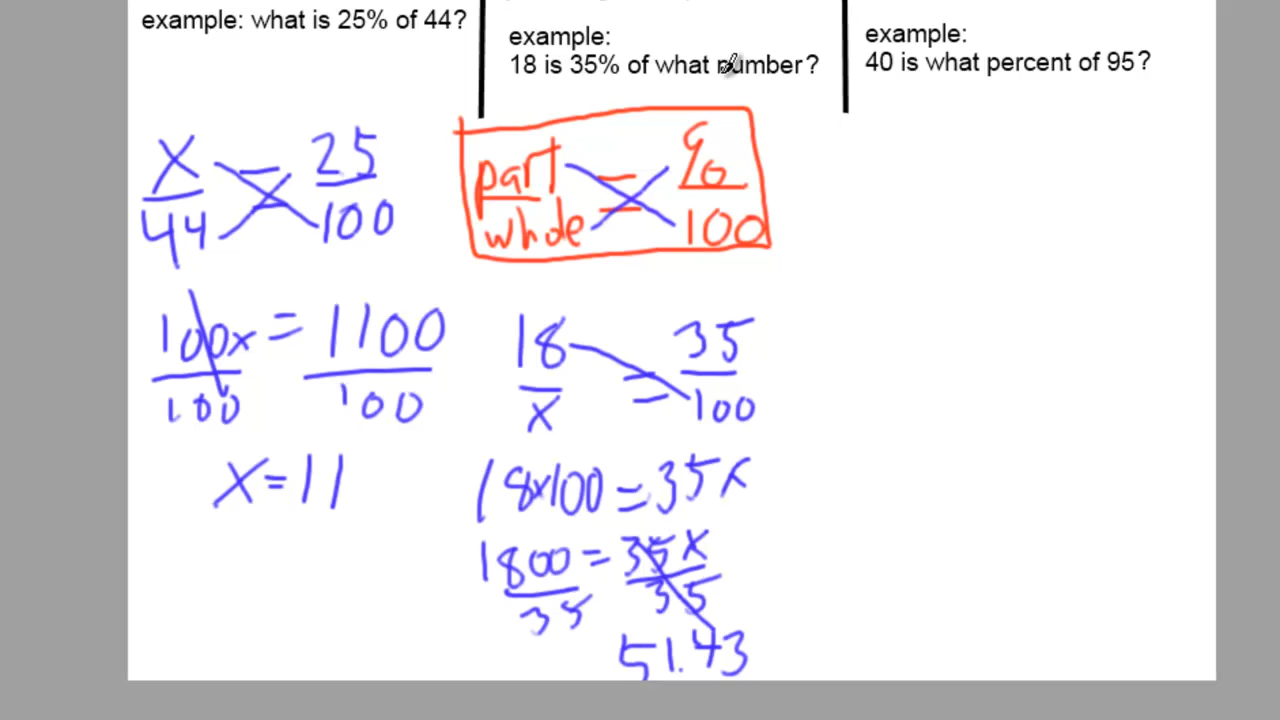 example: what is 25% of 44?
x = 25
44 100
100x = 1100
100 100
x = 11
example:
18 is 35% of what number?
part = %
whole 100
18 = 35
x 100
18x100 = 35x
1800 = 35x
35 35
51.43
example:
40 is what percent of 95?